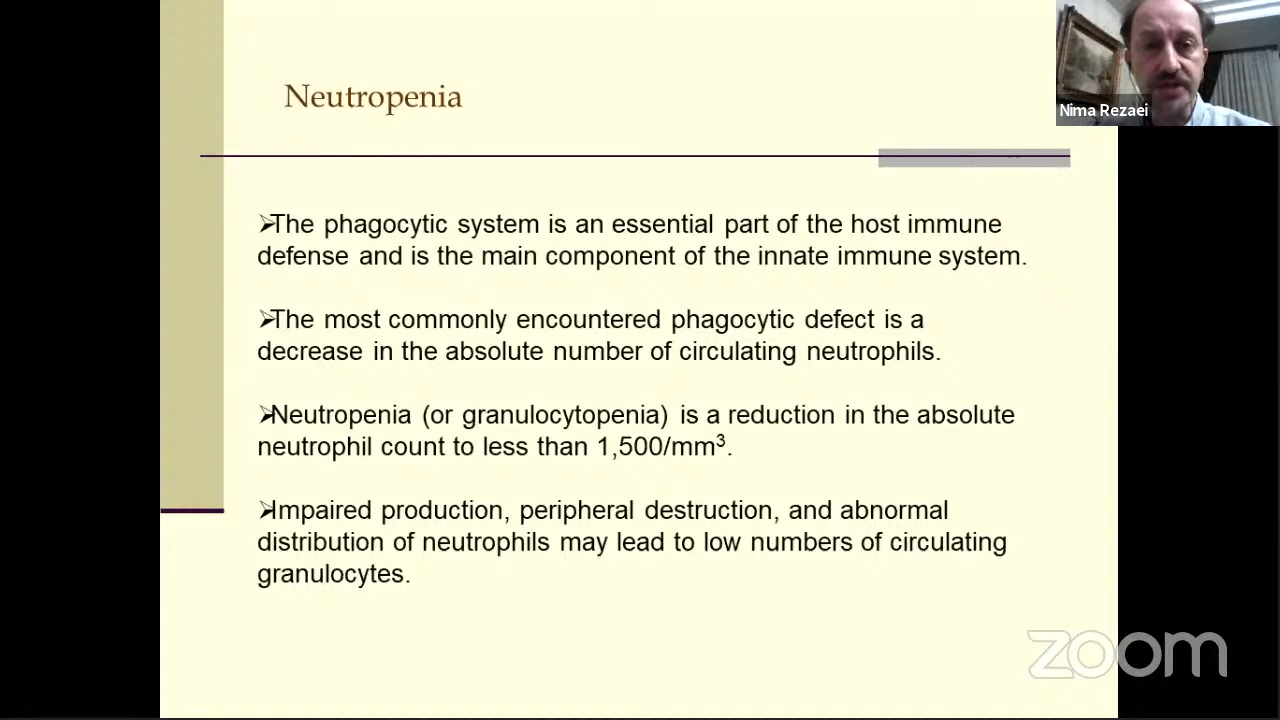 Neutropenia
Nima Rezaei
➢The phagocytic system is an essential part of the host immune
defense and is the main component of the innate immune system.
➢The most commonly encountered phagocytic defect is a
decrease in the absolute number of circulating neutrophils.
➢Neutropenia (or granulocytopenia) is a reduction in the absolute
neutrophil count to less than 1,500/mm³.
➢Impaired production, peripheral destruction, and abnormal
distribution of neutrophils may lead to low numbers of circulating
granulocytes.
zoom